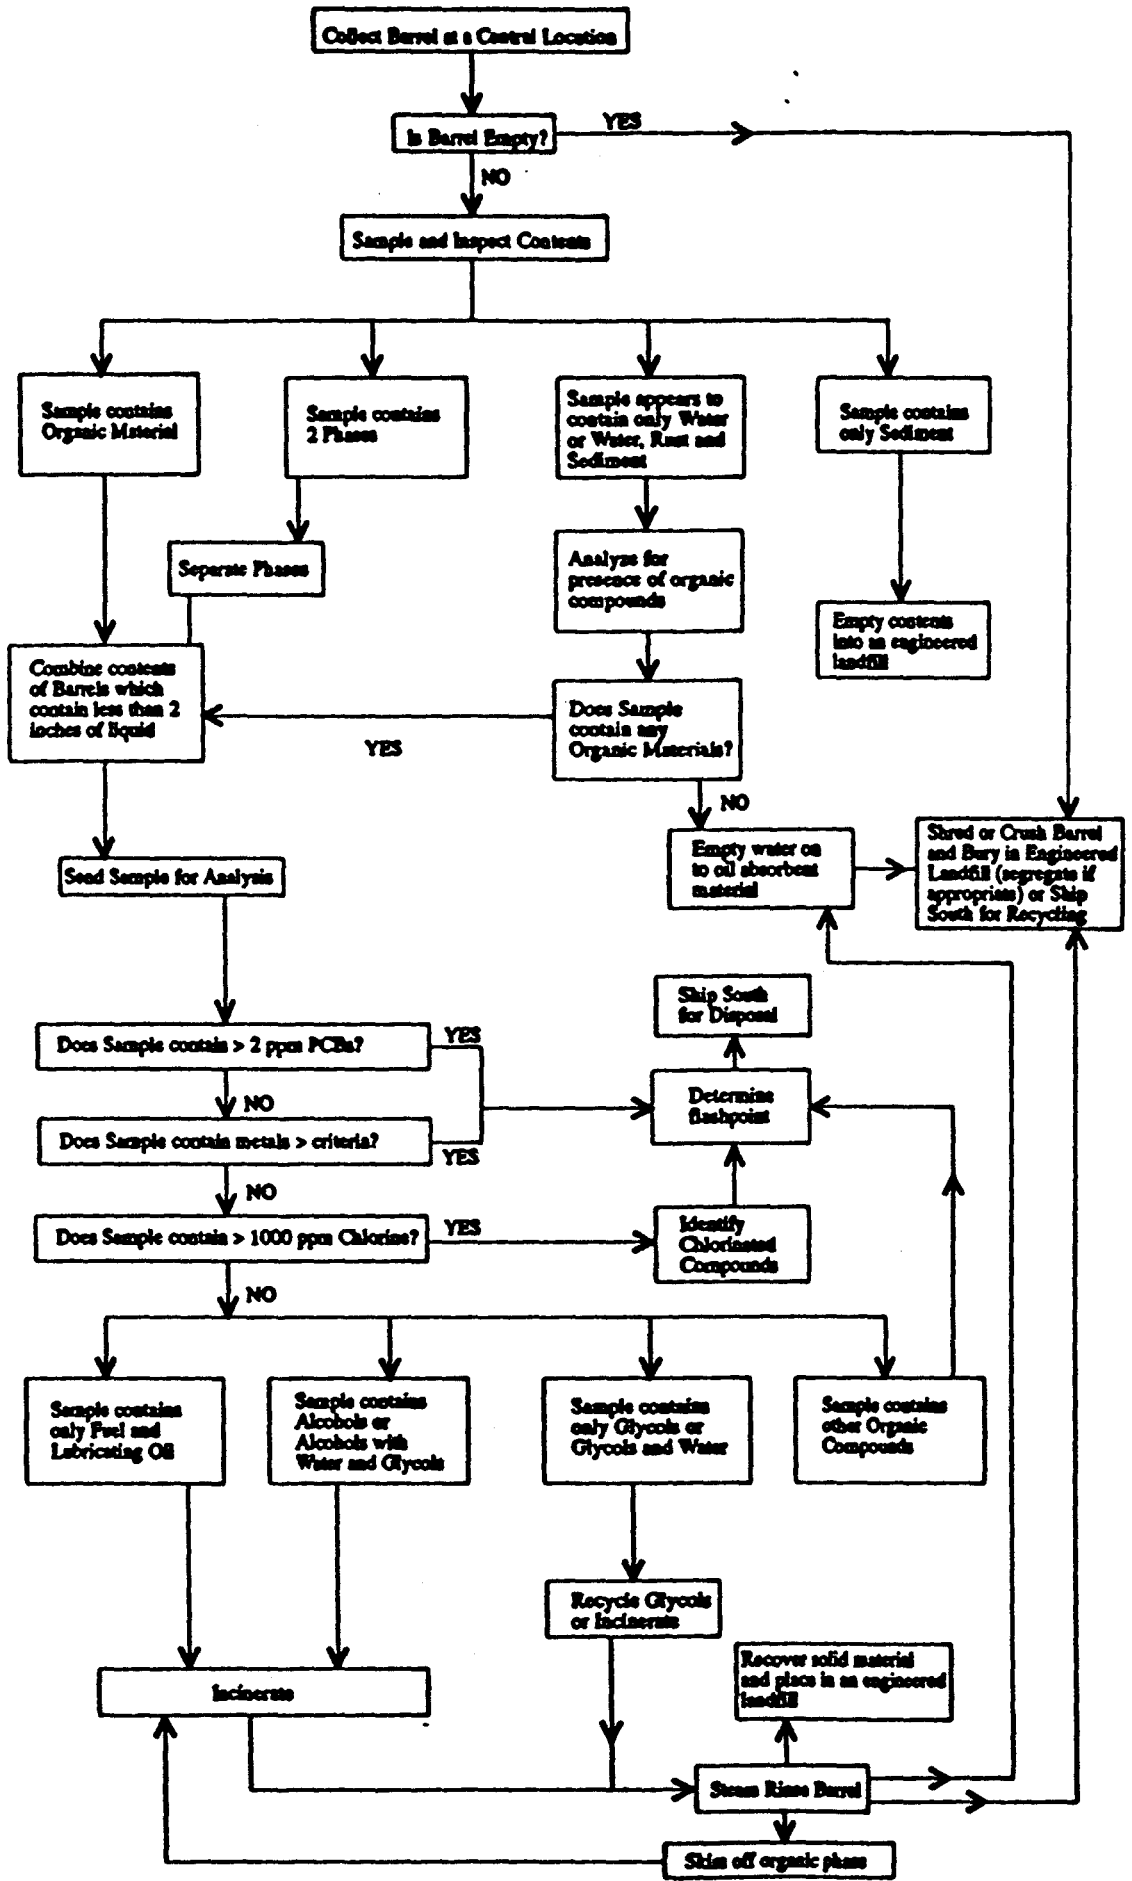 Collect Barrel at a Central Location
Is Barrel Empty?
YES
NO
Sample and Inspect Contents
Sample contains
Organic Material
Sample contains
2 Phases
Sample appears to
contain only Water
or Water, Rust and
Sediment
Sample contains
only Sediment
Separate Phases
Analyze for
presence of organic
compounds
Empty contents
into an engineered
landfill
Combine contents
of Barrels which
contain less than 2
inches of liquid
YES
Does Sample
contain any
Organic Materials?
NO
Empty water on
to oil absorbent
material
Shred or Crush Barrel
and Bury in Engineered
Landfill (segregate if
appropriate) or Ship
South for Recycling
Send Sample for Analysis
Ship South
for Disposal
Does Sample contain > 2 ppm PCBs?
YES
NO
Determine
flashpoint
Does Sample contain metals > criteria?
YES
NO
Does Sample contain > 1000 ppm Chlorine?
YES
Identify
Chlorinated
Compounds
NO
Sample contains
only Fuel and
Lubricating Oil
Sample contains
Alcohols or
Alcohols with
Water and Glycols
Sample contains
only Glycols or
Glycols and Water
Sample contains
other Organic
Compounds
Recycle Glycols
or Incinerate
Incinerate
Recover solid material
and place in an engineered
landfill
Steam Rinse Barrel
Skim off organic phase